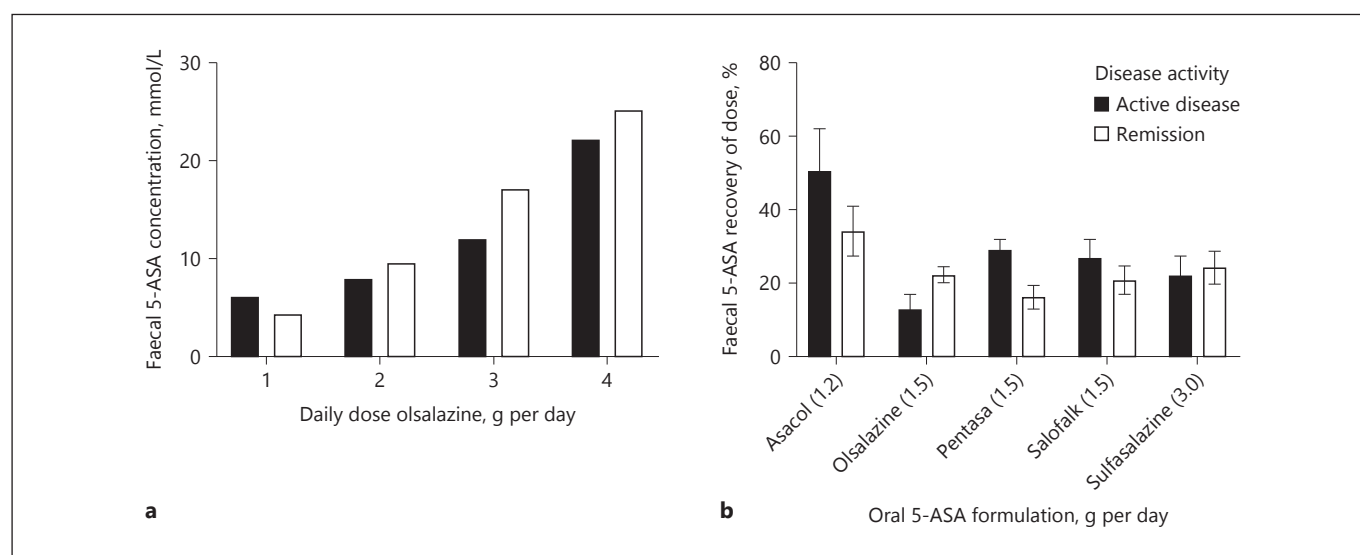 30
20
10
0
Faecal 5-ASA concentration, mmol/L
1 2 3 4
Daily dose olsalazine, g per day
a
80
60
40
20
0
Faecal 5-ASA recovery of dose, %
Disease activity
Active disease
Remission
Asacol (1.2)
Olsalazine (1.5)
Pentasa (1.5)
Salofalk (1.5)
Sulfasalazine (3.0)
b
Oral 5-ASA formulation, g per day